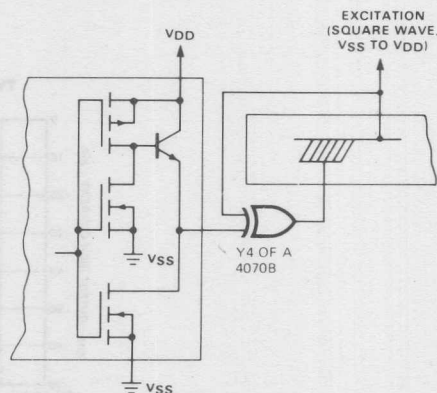 EXCITATION
(SQUARE WAVE,
VSS TO VDD)
VDD
VSS
Y4 OF A
4070B
VSS